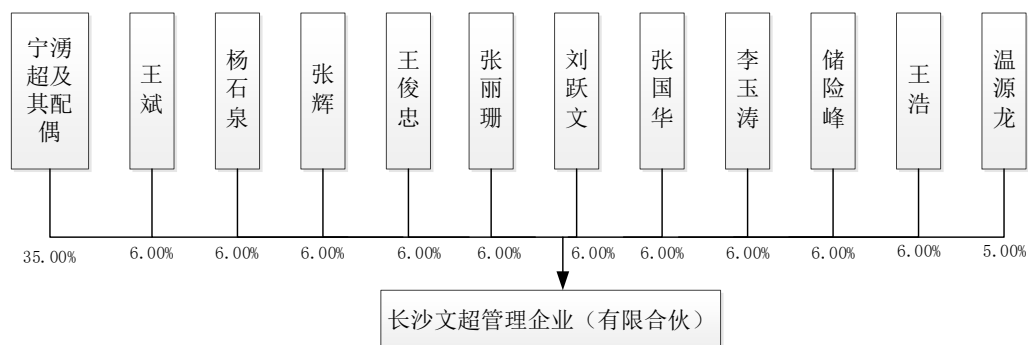 宁湧
超及
其配
偶
王斌
杨石泉
张辉
王俊忠
张丽珊
刘跃文
张国华
李玉涛
储险峰
王浩
温源龙
35.00%
6.00%
6.00%
6.00%
6.00%
6.00%
6.00%
6.00%
6.00%
6.00%
6.00%
5.00%
长沙文超管理企业（有限合伙）